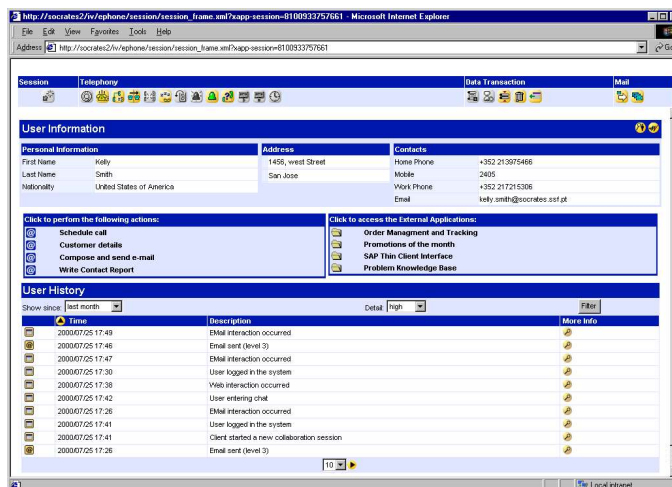 http://socrates2/iv/ephone/session/session_frame.xml?xapp-session=8100933757661 - Microsoft Internet Explorer
File Edit View Favorites Tools Help
Address http://socrates2/iv/ephone/session/session_frame.xml?xapp-session=8100933757661 Go
Session Telephony Data Transaction Mail
User Information
Personal Information Address Contacts
First Name Kelly 1456, west Street Home Phone +352 213975466
Last Name Smith San Jose Mobile 2405
Nationality United States of America Work Phone +352 217215306
Email kelly.smith@socrates.ssf.pt
Click to perfom the following actions: Click to access the External Applications:
Schedule call Order Managment and Tracking
Customer details Promotions of the month
Compose and send e-mail SAP Thin Client Interface
Write Contact Report Problem Knowledge Base
User History
Show since: last month Detail: high Filter
Time Description More Info
2000/07/25 17:49 EMail interaction occurred
2000/07/25 17:46 Email sent (level 3)
2000/07/25 17:47 EMail interaction occurred
2000/07/25 17:30 User logged in the system
2000/07/25 17:38 Web interaction occurred
2000/07/25 17:42 User entering chat
2000/07/25 17:26 EMail interaction occurred
2000/07/25 17:41 User logged in the system
2000/07/25 17:41 Client started a new collaboration session
2000/07/25 17:26 Email sent (level 3)
10
Local intranet